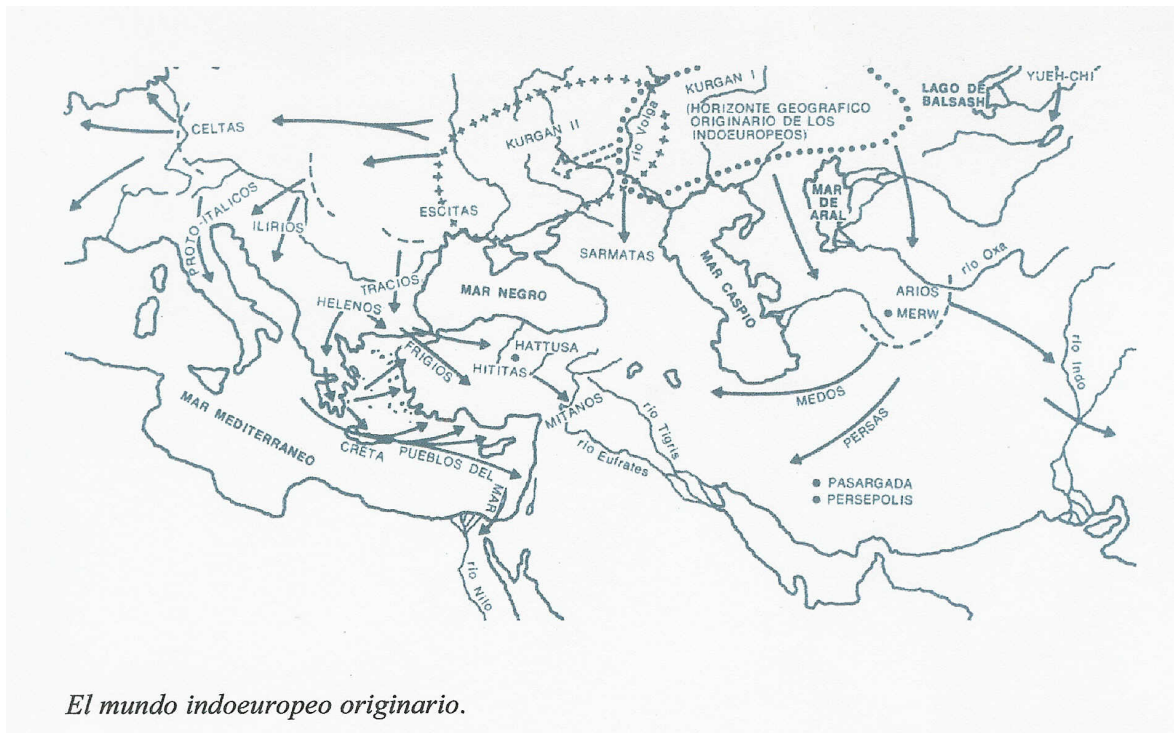 YUEH-CHI
LAGO DE
BALSASH
KURGAN I
(HORIZONTE GEOGRAFICO
ORIGINARIO DE LOS
INDOEUROPEOS)
río Volga
KURGAN II
CELTAS
PROTO-ITALICOS
ILIRIOS
ESCITAS
MAR
DE
ARAL
SARMATAS
MAR CASPIO
río Oxa
ARIOS
MERW
TRACIOS
MAR NEGRO
HELENOS
FRIGIOS
HATTUSA
HITITAS
MITANOS
río Indo
MEDOS
PERSAS
río Tigris
río Eufrates
MAR MEDITERRANEO
CRETA
PUEBLOS DEL MAR
PASARGADA
PERSEPOLIS
río Nilo
El mundo indoeuropeo originario.